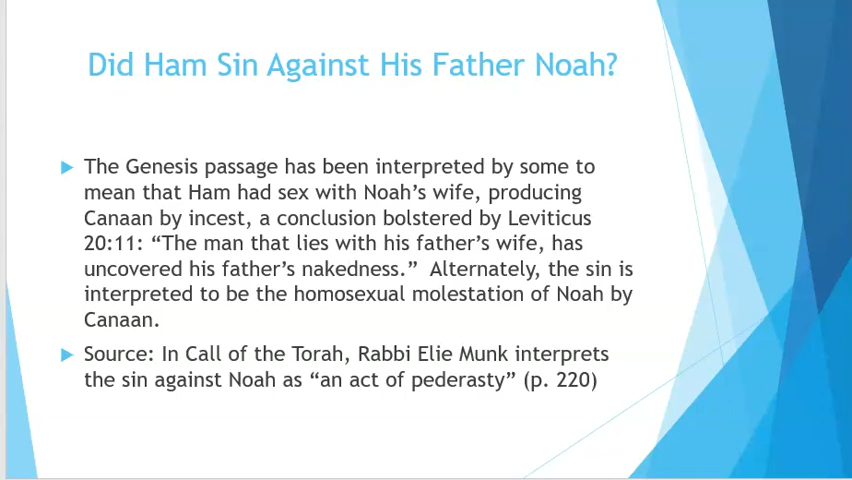 Did Ham Sin Against His Father Noah?
The Genesis passage has been interpreted by some to
mean that Ham had sex with Noah’s wife, producing
Canaan by incest, a conclusion bolstered by Leviticus
20:11: “The man that lies with his father’s wife, has
uncovered his father’s nakedness.” Alternately, the sin is
interpreted to be the homosexual molestation of Noah by
Canaan.
Source: In Call of the Torah, Rabbi Elie Munk interprets
the sin against Noah as “an act of pederasty” (p. 220)